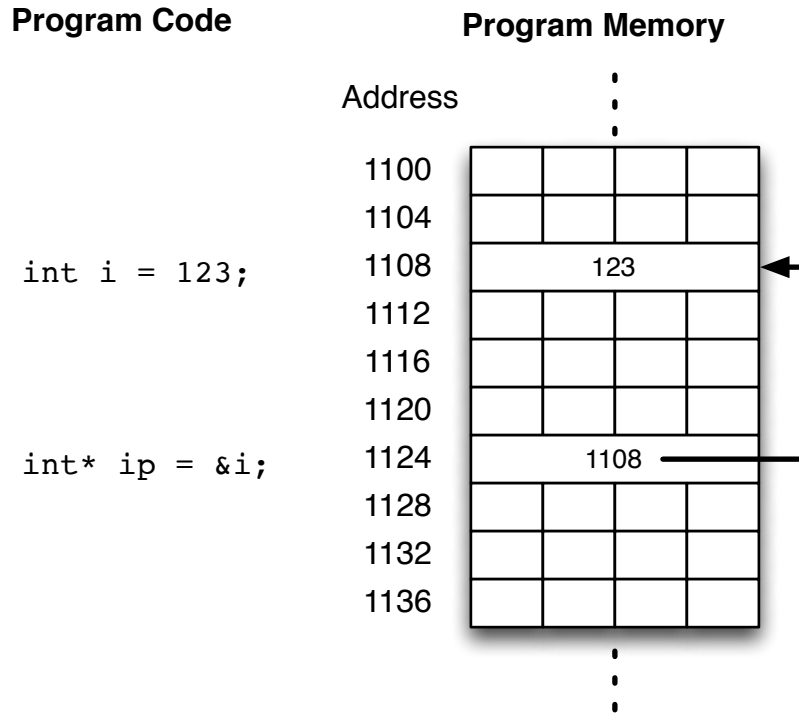 Program Code Program Memory
Address
1100
1104
int i = 123; 1108 123
1112
1116
1120
int* ip = &i; 1124 1108
1128
1132
1136